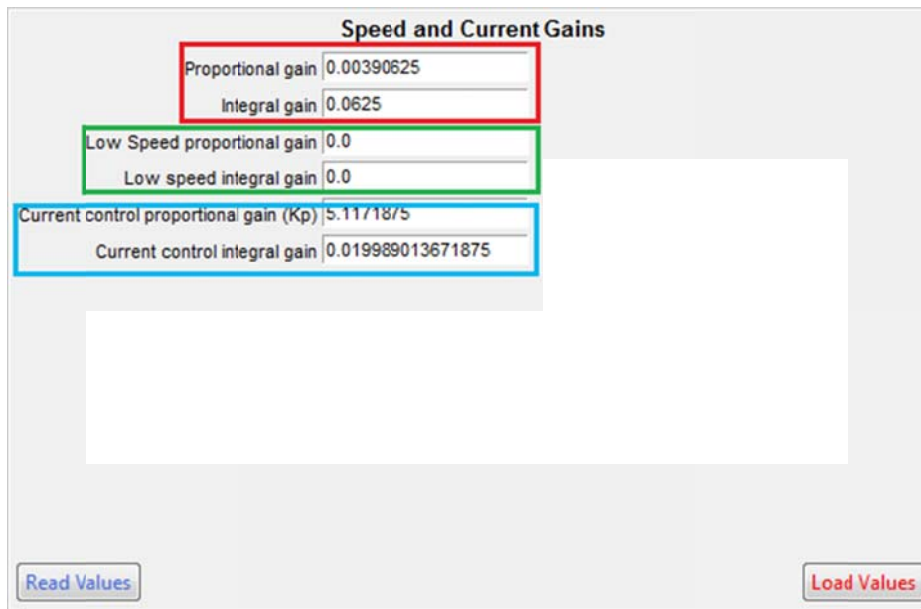 Speed and Current Gains
Proportional gain 0.00390625
Integral gain 0.0625
Low Speed proportional gain 0.0
Low speed integral gain 0.0
Current control proportional gain (Kp) 5.1171875
Current control integral gain 0.019989013671875
Read Values
Load Values